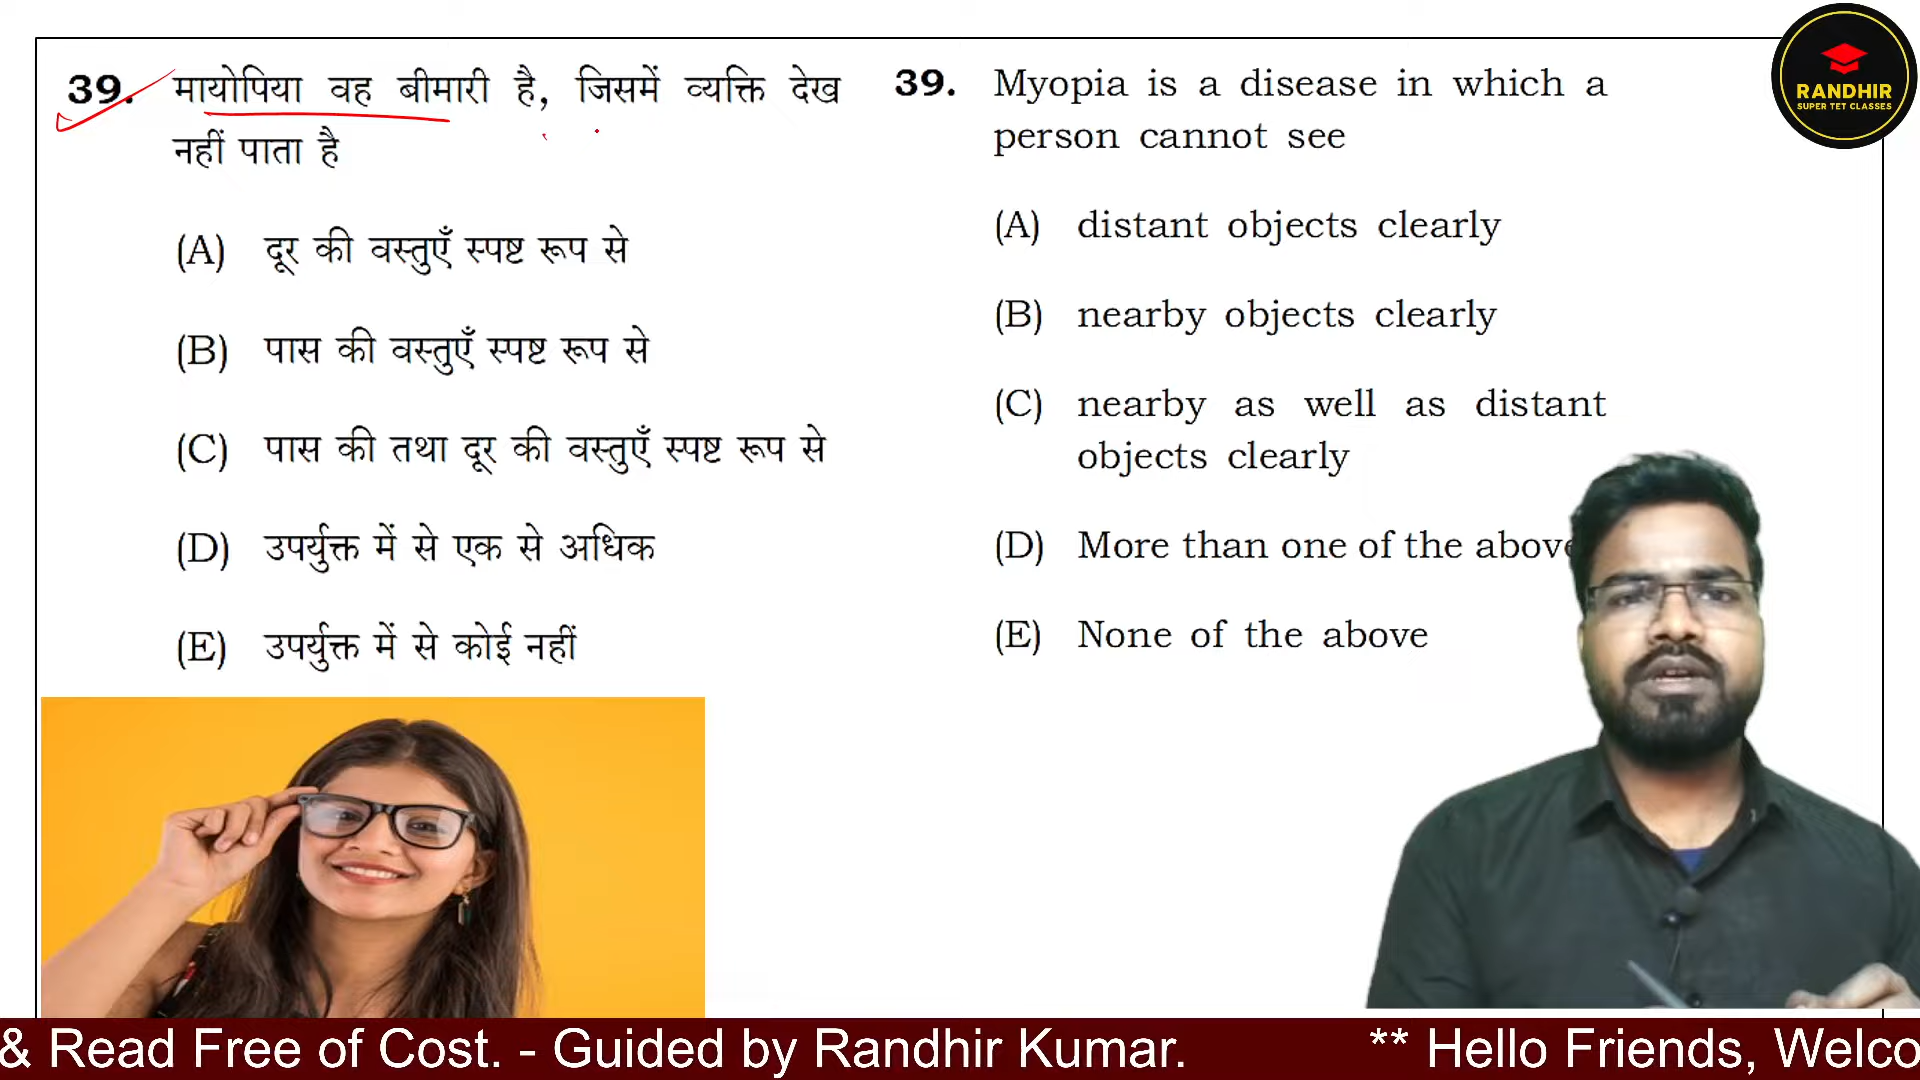 39. मायोपिया वह बीमारी है, जिसमें व्यक्ति देख
नहीं पाता है
(A) दूर की वस्तुएँ स्पष्ट रूप से
(B) पास की वस्तुएँ स्पष्ट रूप से
(C) पास की तथा दूर की वस्तुएँ स्पष्ट रूप से
(D) उपर्युक्त में से एक से अधिक
(E) उपर्युक्त में से कोई नहीं
39. Myopia is a disease in which a
person cannot see
(A) distant objects clearly
(B) nearby objects clearly
(C) nearby as well as distant
objects clearly
(D) More than one of the above
(E) None of the above
RANDHIR
SUPER TET CLASSES
& Read Free of Cost. - Guided by Randhir Kumar. ** Hello Friends, Welco